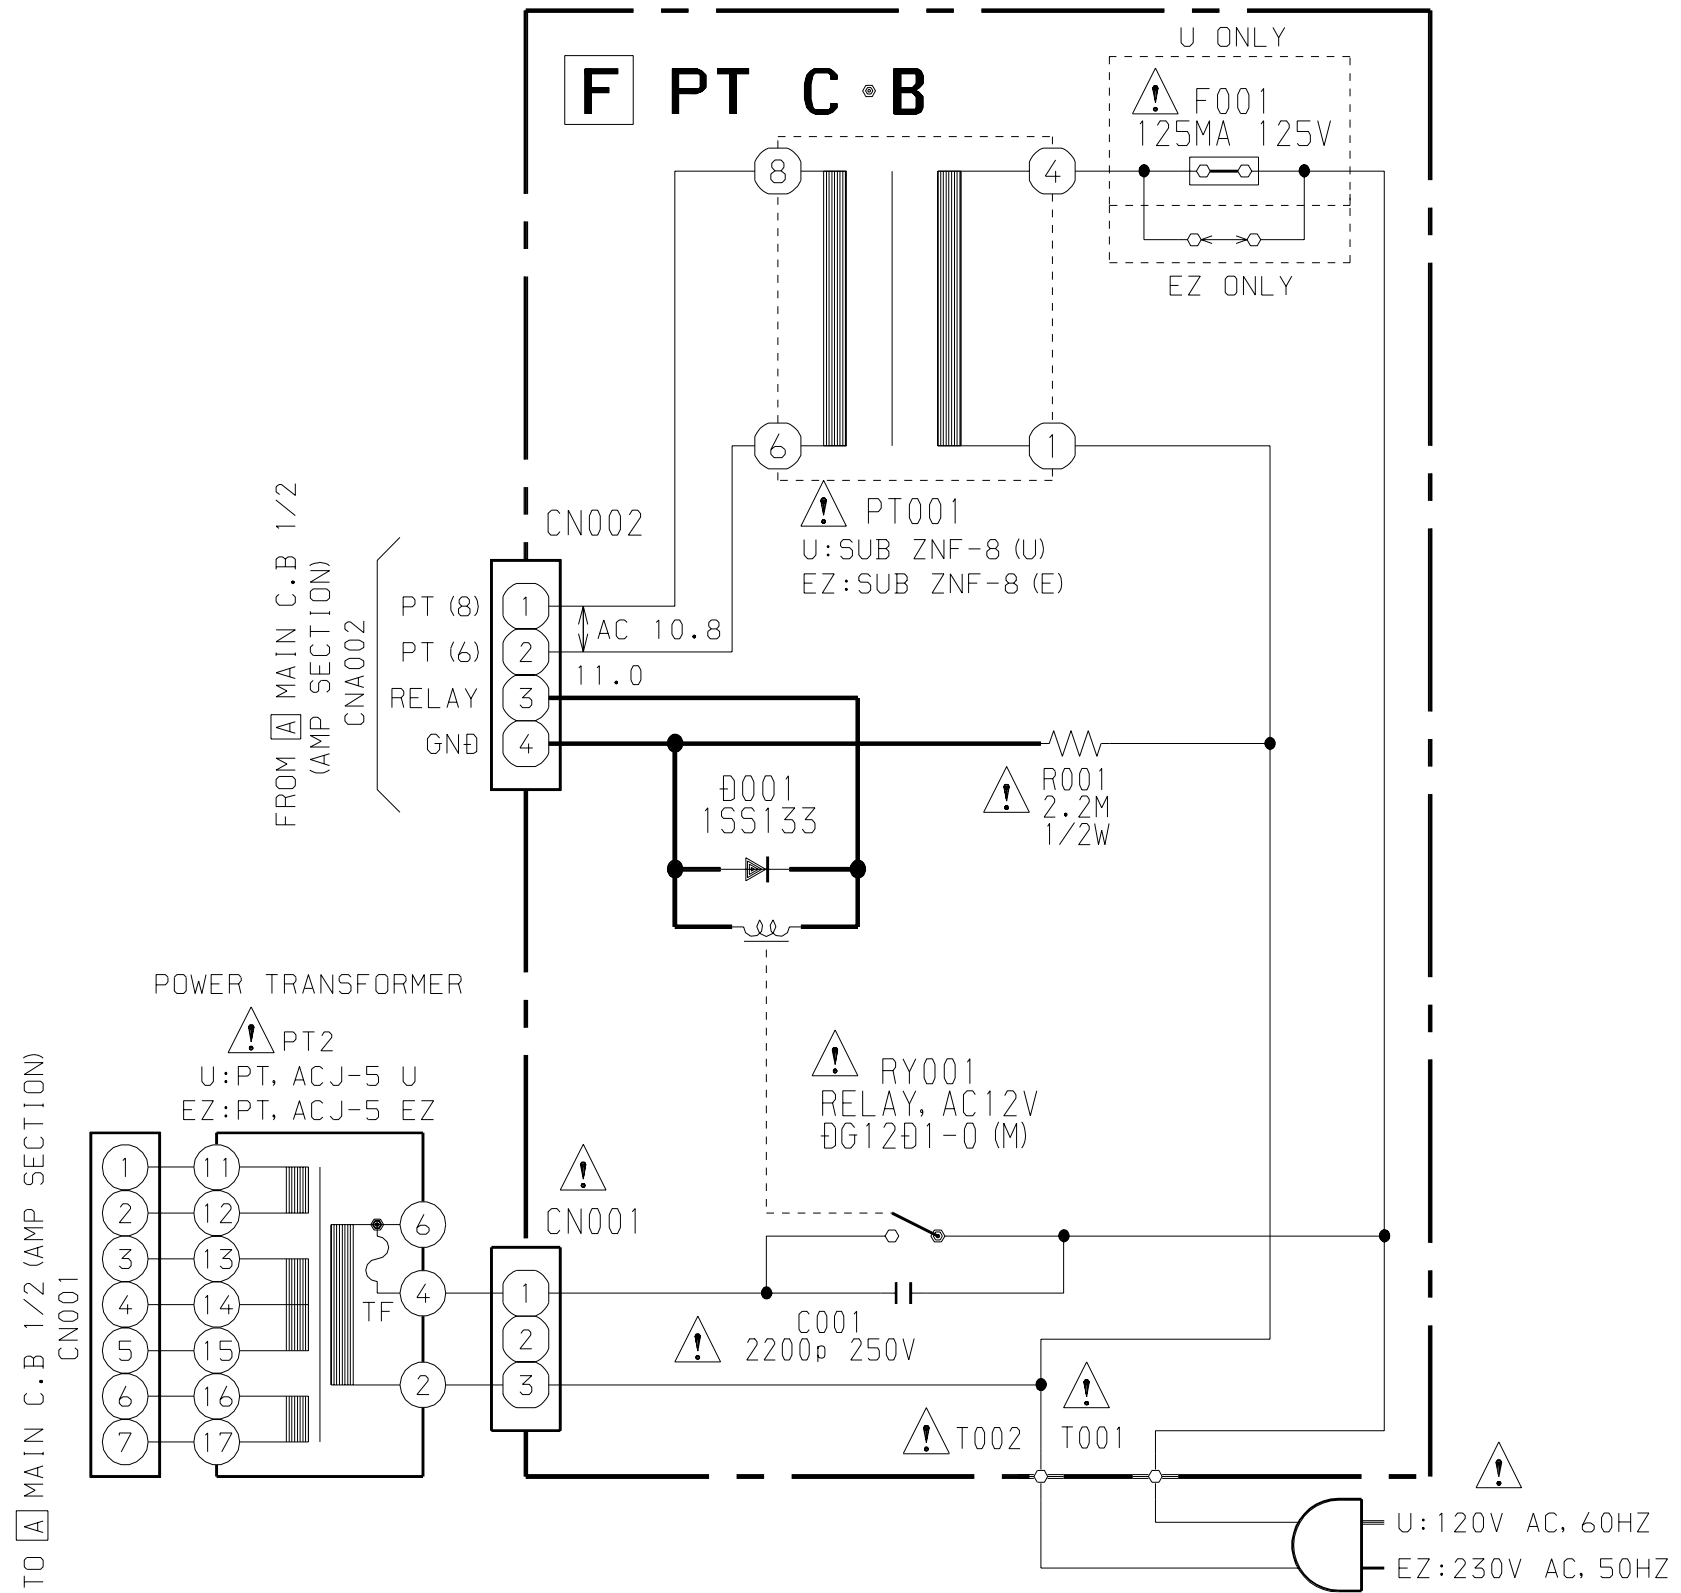 U ONLY
F PT C·B
F001
125MA 125V
8
4
EZ ONLY
6
1
PT001
U:SUB ZNF-8 (U)
EZ:SUB ZNF-8 (E)
FROM A MAIN C.B 1/2
(AMP SECTION)
CNA002
CN002
PT (8)
1
PT (6)
2
RELAY
3
GND
4
AC 10.8
11.0
D001
1SS133
R001
2.2M
1/2W
POWER TRANSFORMER
PT2
U:PT, ACJ-5 U
EZ:PT, ACJ-5 EZ
RY001
RELAY, AC12V
DG12D1-0 (M)
TO A MAIN C.B 1/2 (AMP SECTION)
CN001
1
2
3
4
5
6
7
11
12
13
14
15
16
17
6
4
2
TF
CN001
1
2
3
C001
2200p 250V
T002
T001
U:120V AC, 60HZ
EZ:230V AC, 50HZ